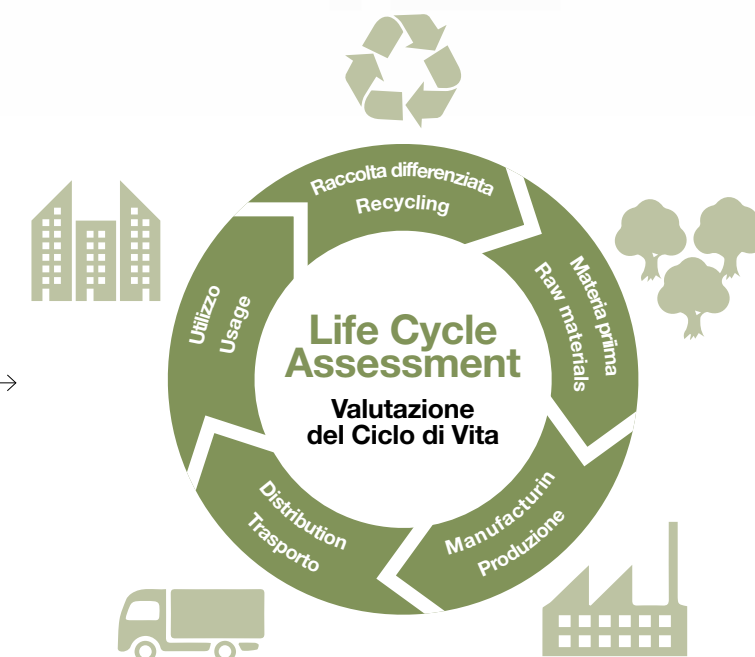 Raccolta differenziata
Recycling
Materia priima
Raw materials
Manufacturin
Produzione
Distribution
Trasporto
Utilizzo
Usage
Life Cycle
Assessment
Valutazione
del Ciclo di Vita